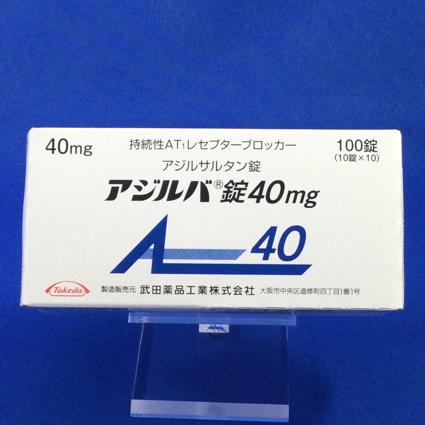 40mg
持続性AT₁レセプターブロッカー
100錠
(10錠×10)
アジルサルタン錠
アジルバ®錠40mg
40
Takeda
製造販売元 武田薬品工業株式会社 大阪市中央区道修町四丁目1番1号